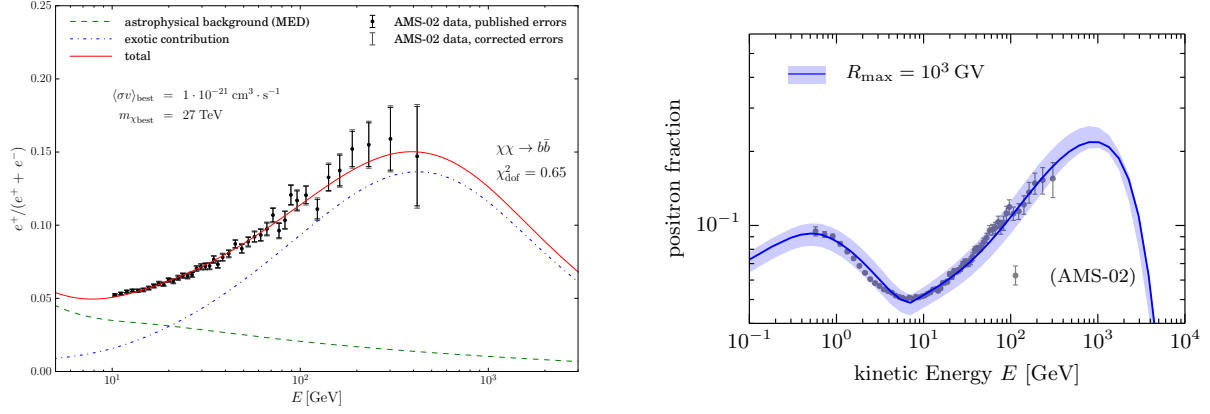 0.25
0.20
0.15
0.10
0.05
0.00
e⁺/(e⁺ + e⁻)
astrophysical background (MED)
exotic contribution
total
AMS-02 data, published errors
AMS-02 data, corrected errors
⟨σv⟩best = 1 · 10⁻²¹ cm³ · s⁻¹
mχbest = 27 TeV
χχ → bb̄
χ²dof = 0.65
10¹ 10² 10³
E [GeV]
positron fraction
10⁻¹
Rmax = 10³ GV
(AMS-02)
10⁻¹ 10⁰ 10¹ 10² 10³ 10⁴
kinetic Energy E [GeV]